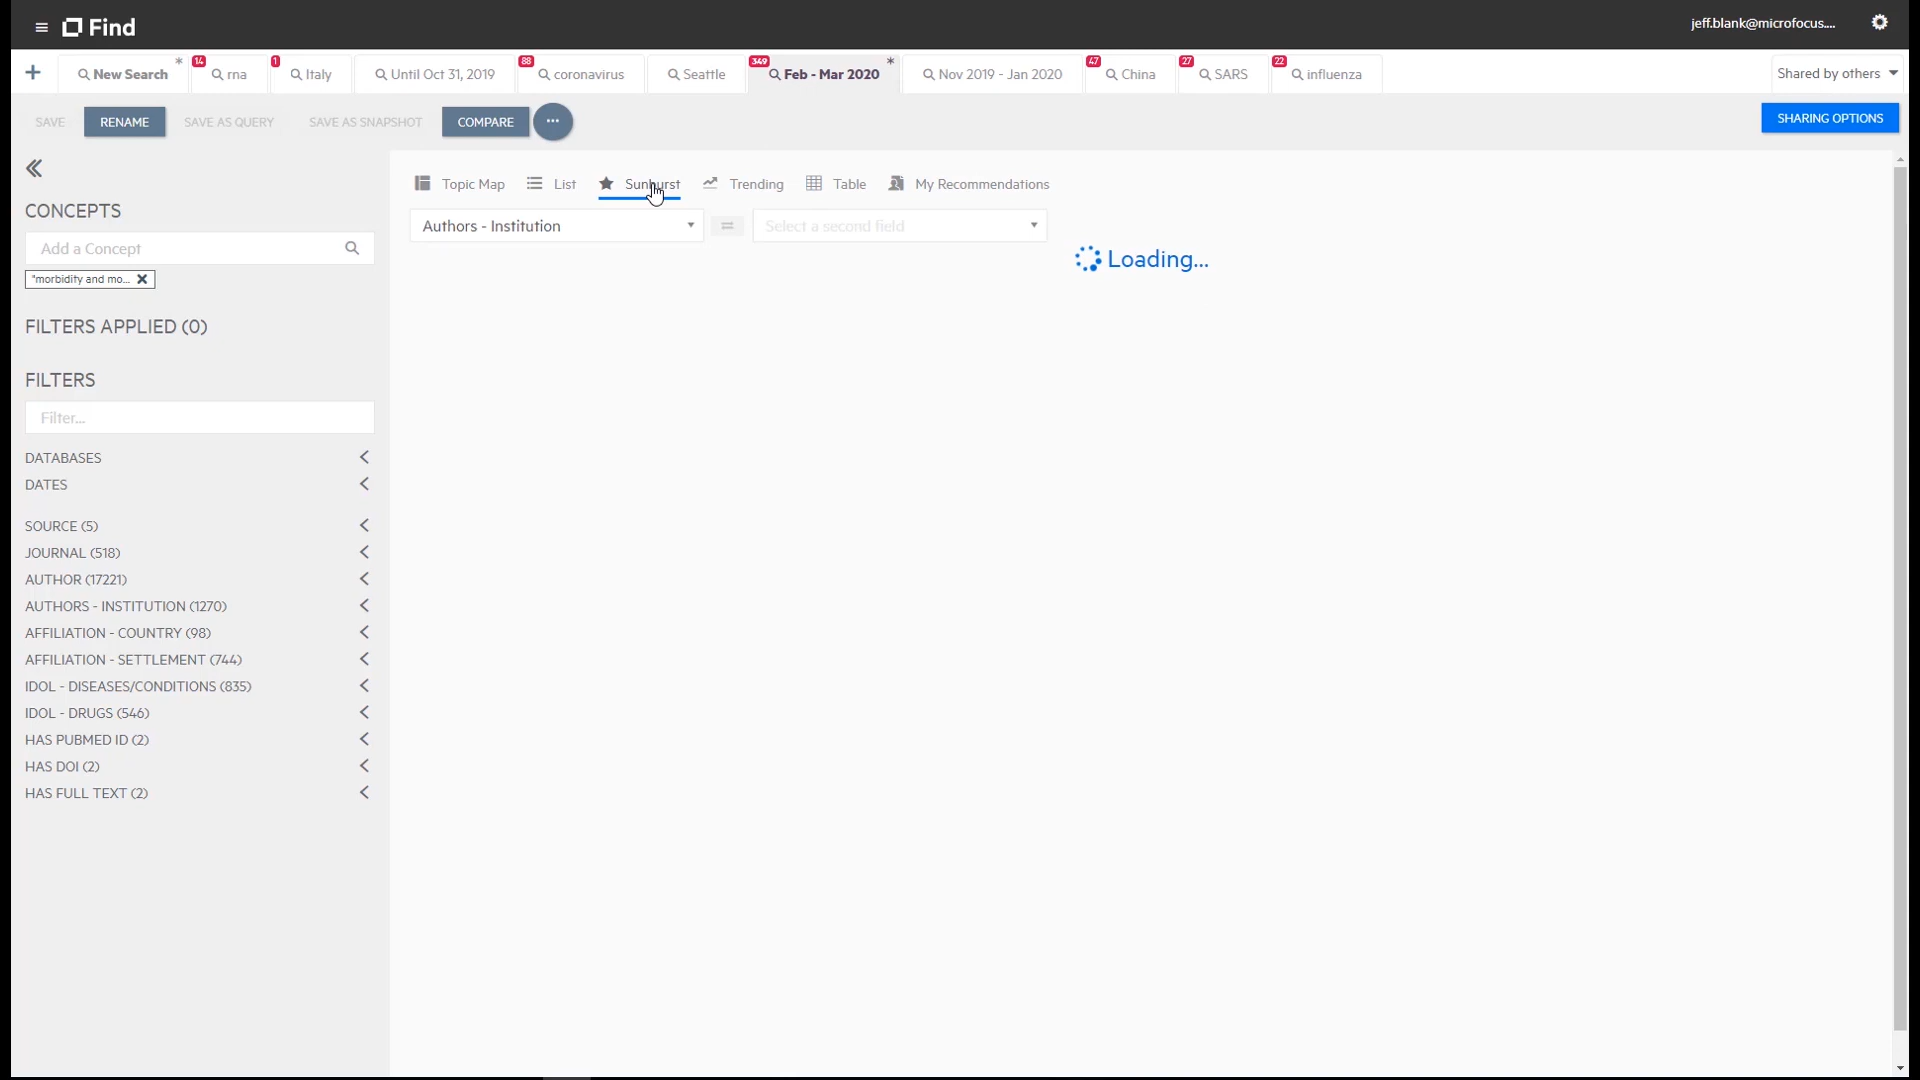 Find
jeff.blank@microfocus....
New Search *
14 rna
1 Italy
Until Oct 31, 2019
88 coronavirus
Seattle
349 Feb - Mar 2020 *
Nov 2019 - Jan 2020
47 China
27 SARS
22 influenza
Shared by others
SAVE
RENAME
SAVE AS QUERY
SAVE AS SNAPSHOT
COMPARE
...
SHARING OPTIONS
Topic Map
List
Sunburst
Trending
Table
My Recommendations
CONCEPTS
Authors - Institution
Select a second field
Add a Concept
Loading...
"morbidity and mo...
FILTERS APPLIED (0)
FILTERS
Filter...
DATABASES
DATES
SOURCE (5)
JOURNAL (518)
AUTHOR (17221)
AUTHORS - INSTITUTION (1270)
AFFILIATION - COUNTRY (98)
AFFILIATION - SETTLEMENT (744)
IDOL - DISEASES/CONDITIONS (835)
IDOL - DRUGS (546)
HAS PUBMED ID (2)
HAS DOI (2)
HAS FULL TEXT (2)